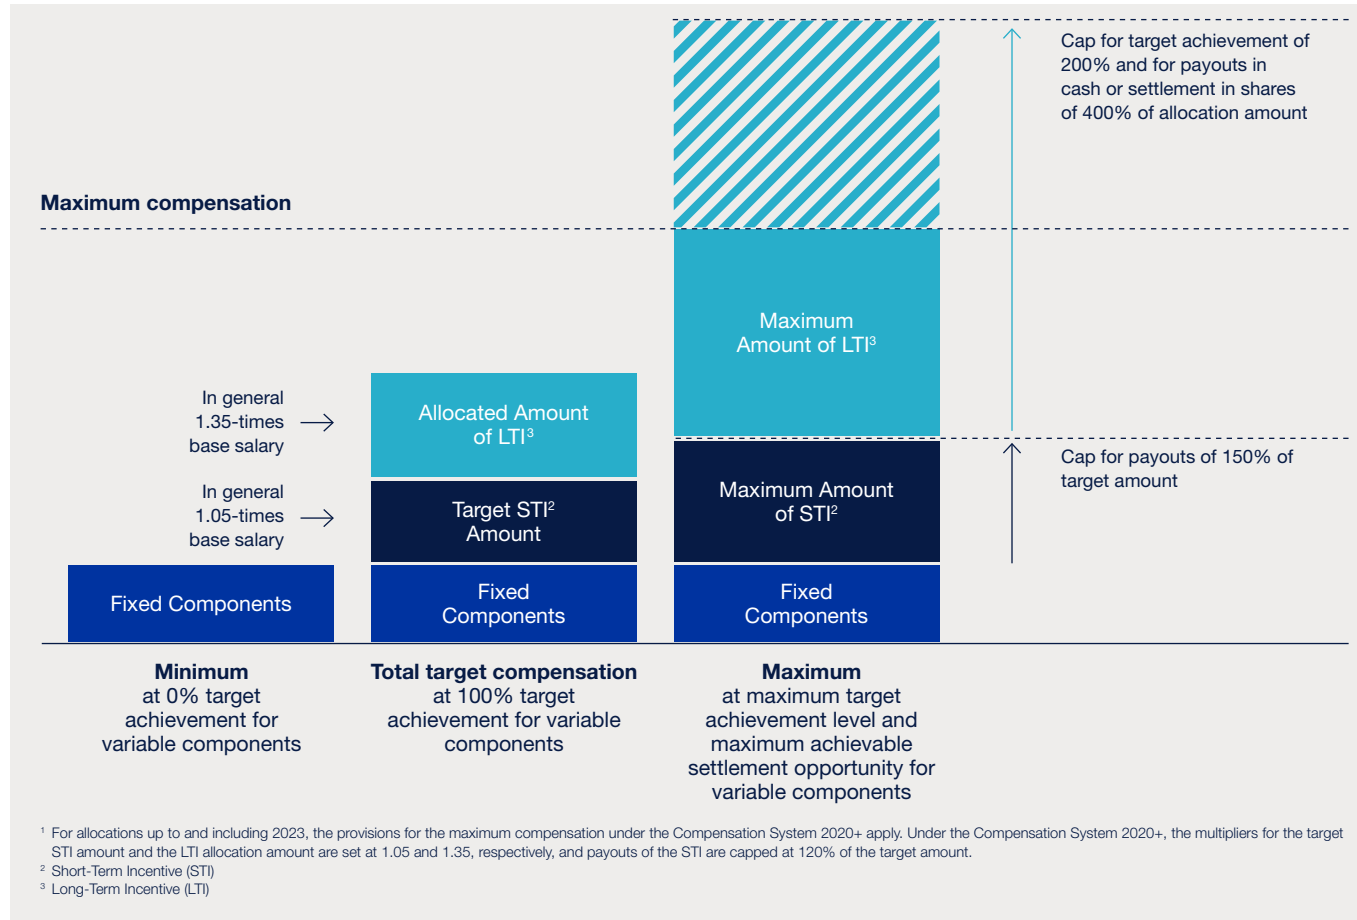 Cap for target achievement of
200% and for payouts in
cash or settlement in shares
of 400% of allocation amount
Maximum compensation
Maximum
Amount of LTI³
In general
1.35-times
base salary
Allocated Amount
of LTI³
Cap for payouts of 150% of
target amount
In general
1.05-times
base salary
Target STI²
Amount
Maximum Amount
of STI²
Fixed Components
Fixed
Components
Fixed
Components
Minimum
at 0% target
achievement for
variable components
Total target compensation
at 100% target
achievement for variable
components
Maximum
at maximum target
achievement level and
maximum achievable
settlement opportunity for
variable components
¹ For allocations up to and including 2023, the provisions for the maximum compensation under the Compensation System 2020+ apply. Under the Compensation System 2020+, the multipliers for the target
STI amount and the LTI allocation amount are set at 1.05 and 1.35, respectively, and payouts of the STI are capped at 120% of the target amount.
² Short-Term Incentive (STI)
³ Long-Term Incentive (LTI)